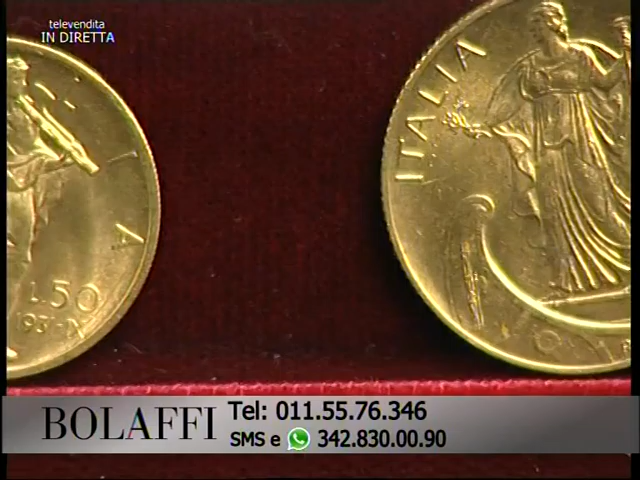 televendita
IN DIRETTA
ITALIA
L.50
BOLAFFI
Tel: 011.55.76.346
SMS e 342.830.00.90